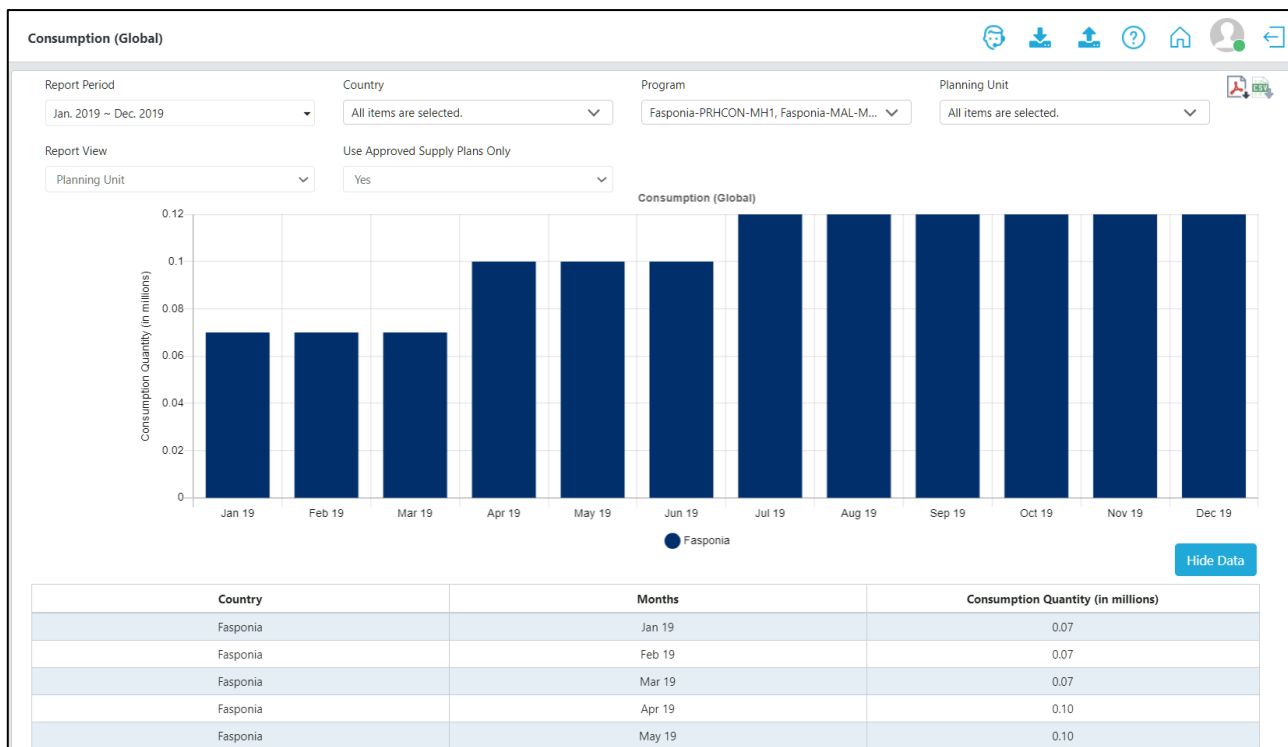 Consumption (Global)
?
Report Period
Country
Program
Planning Unit
CSV
Jan. 2019 ~ Dec. 2019
All items are selected.
Fasponia-PRHCON-MH1, Fasponia-MAL-M...
All items are selected.
Report View
Use Approved Supply Plans Only
Planning Unit
Yes
Consumption (Global)
Consumption Quantity (in millions)
0.12
0.1
0.08
0.06
0.04
0.02
0
Jan 19 Feb 19 Mar 19 Apr 19 May 19 Jun 19 Jul 19 Aug 19 Sep 19 Oct 19 Nov 19 Dec 19
Fasponia
Hide Data
Country Months Consumption Quantity (in millions)
Fasponia Jan 19 0.07
Fasponia Feb 19 0.07
Fasponia Mar 19 0.07
Fasponia Apr 19 0.10
Fasponia May 19 0.10